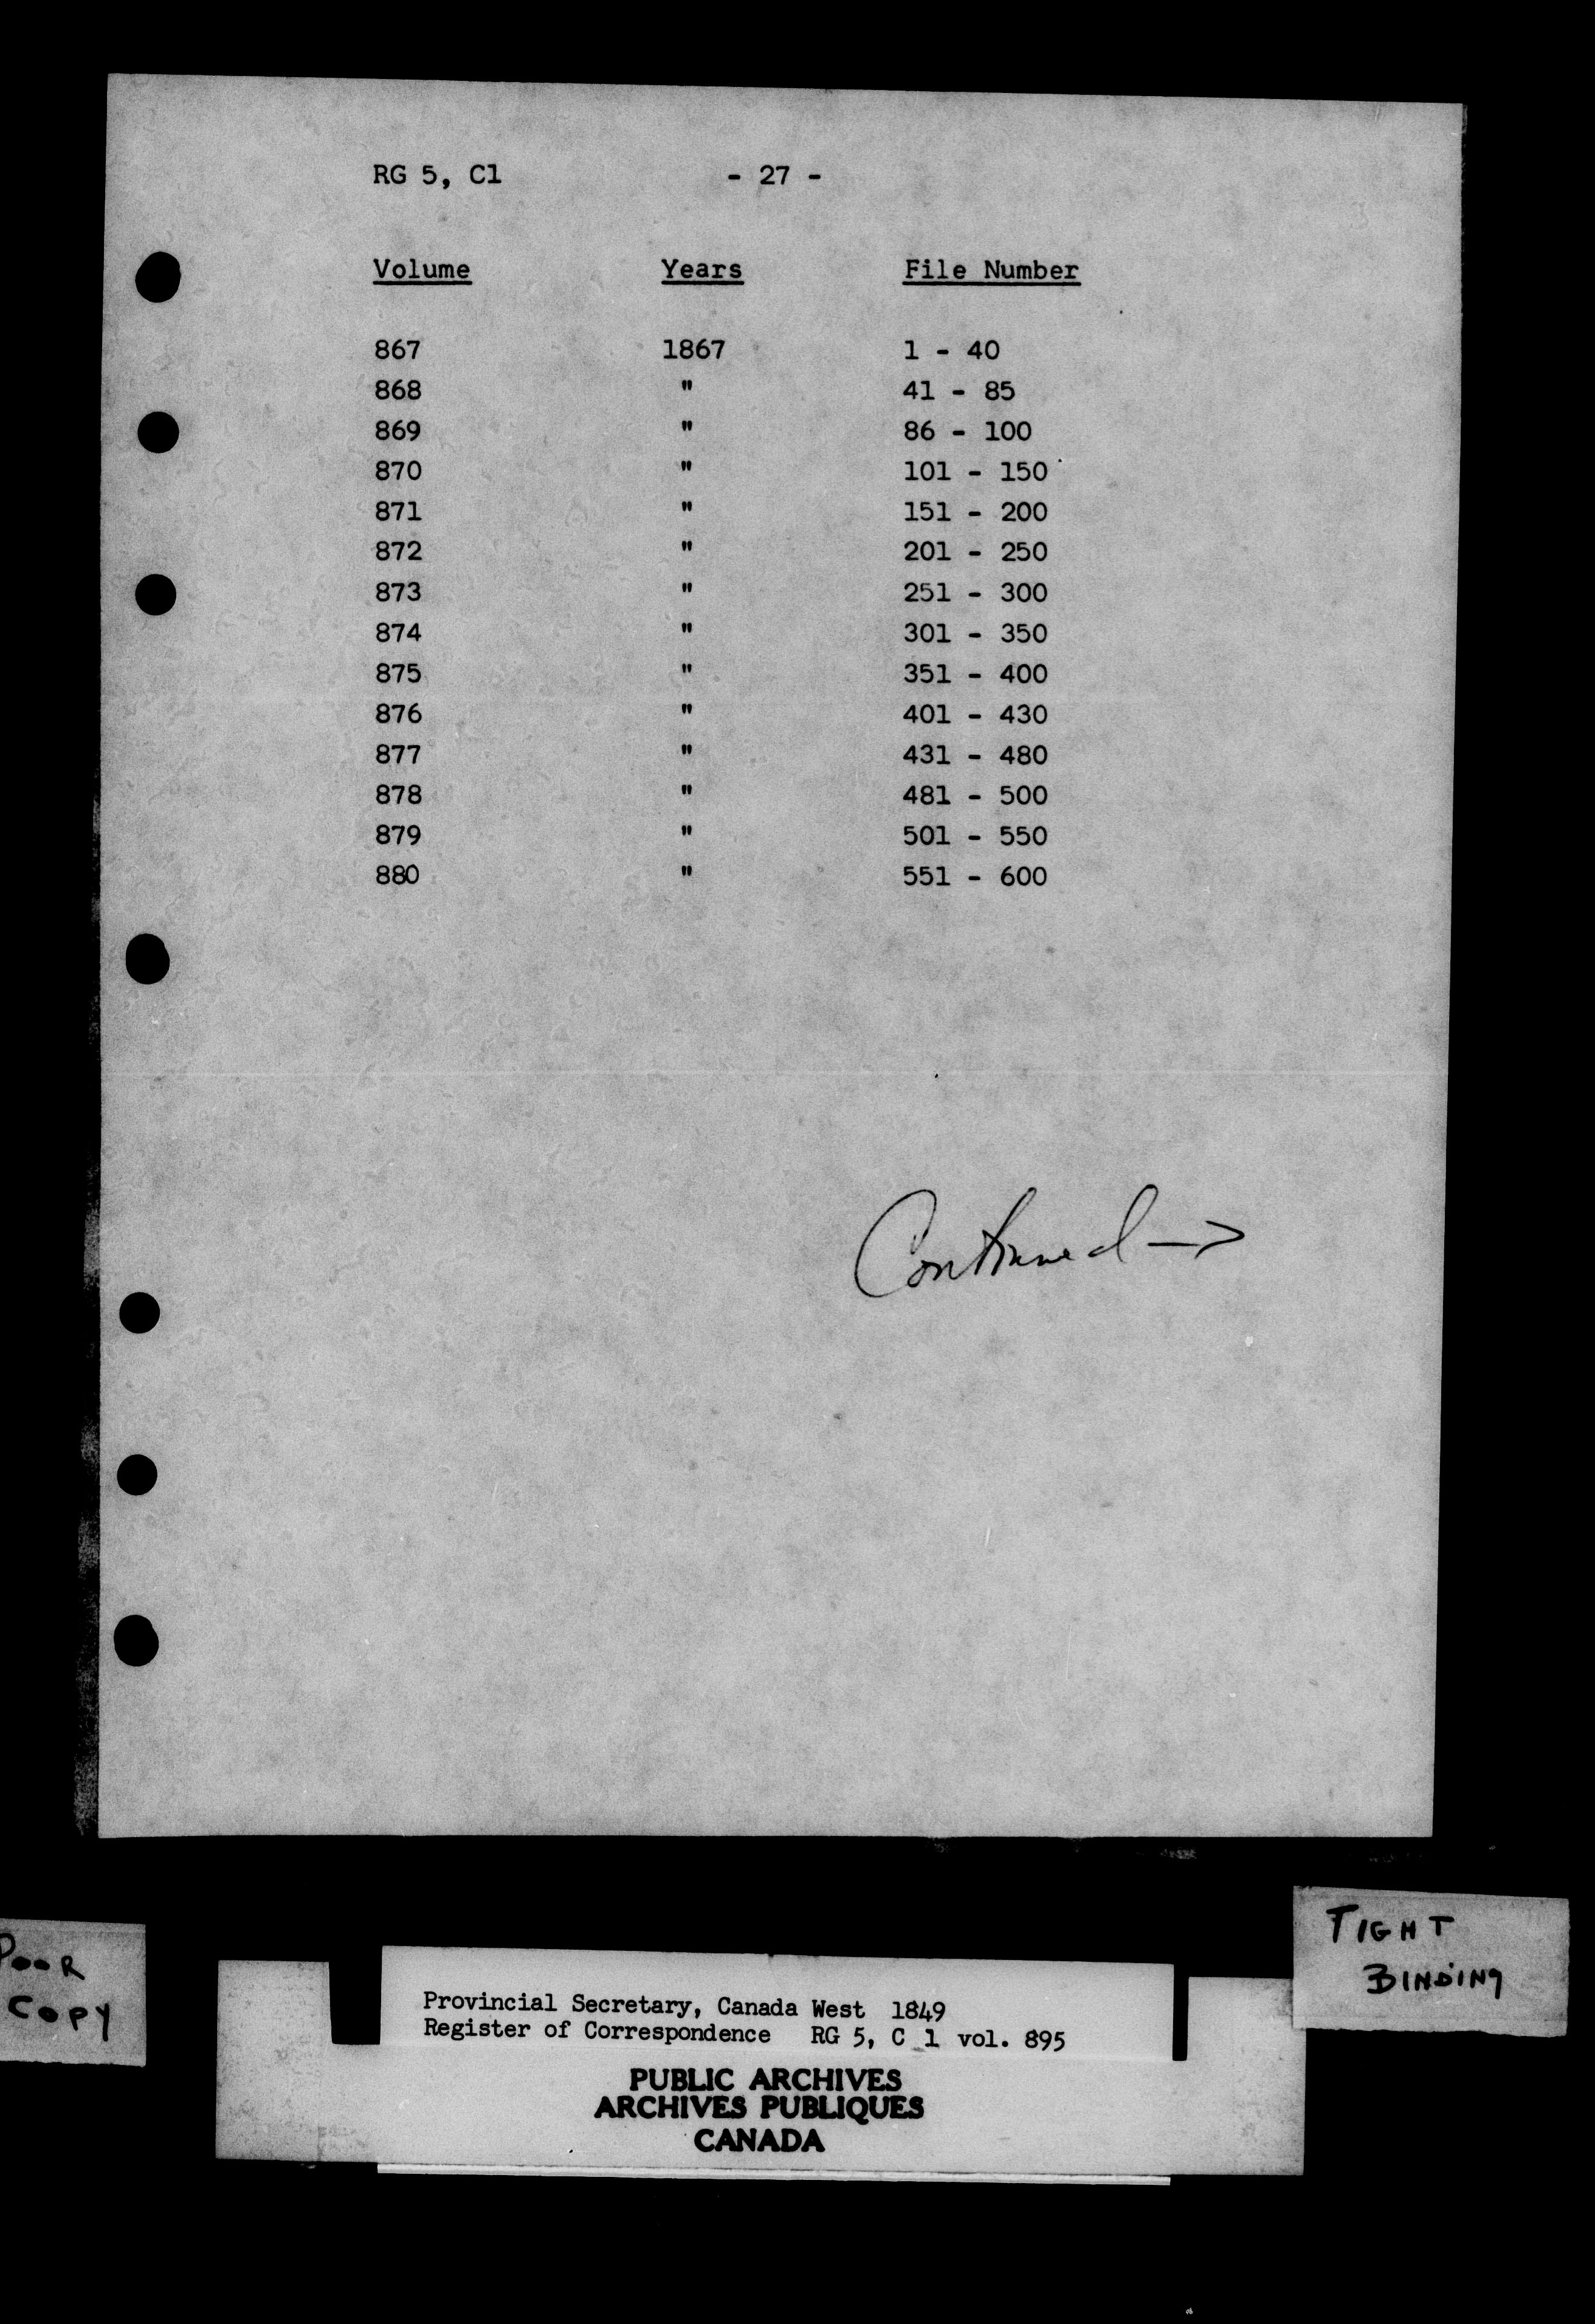 RG 5, C1 - 27 -
Volume Years File Number
867 1867 1 - 40
868 " 41 - 85
869 " 86 - 100
870 " 101 - 150
871 " 151 - 200
872 " 201 - 250
873 " 251 - 300
874 " 301 - 350
875 " 351 - 400
876 " 401 - 430
877 " 431 - 480
878 " 481 - 500
879 " 501 - 550
880 " 551 - 600
Continued →
POOR
COPY
Provincial Secretary, Canada West 1849
Register of Correspondence RG 5, C 1 vol. 895
PUBLIC ARCHIVES
ARCHIVES PUBLIQUES
CANADA
TIGHT
BINDING